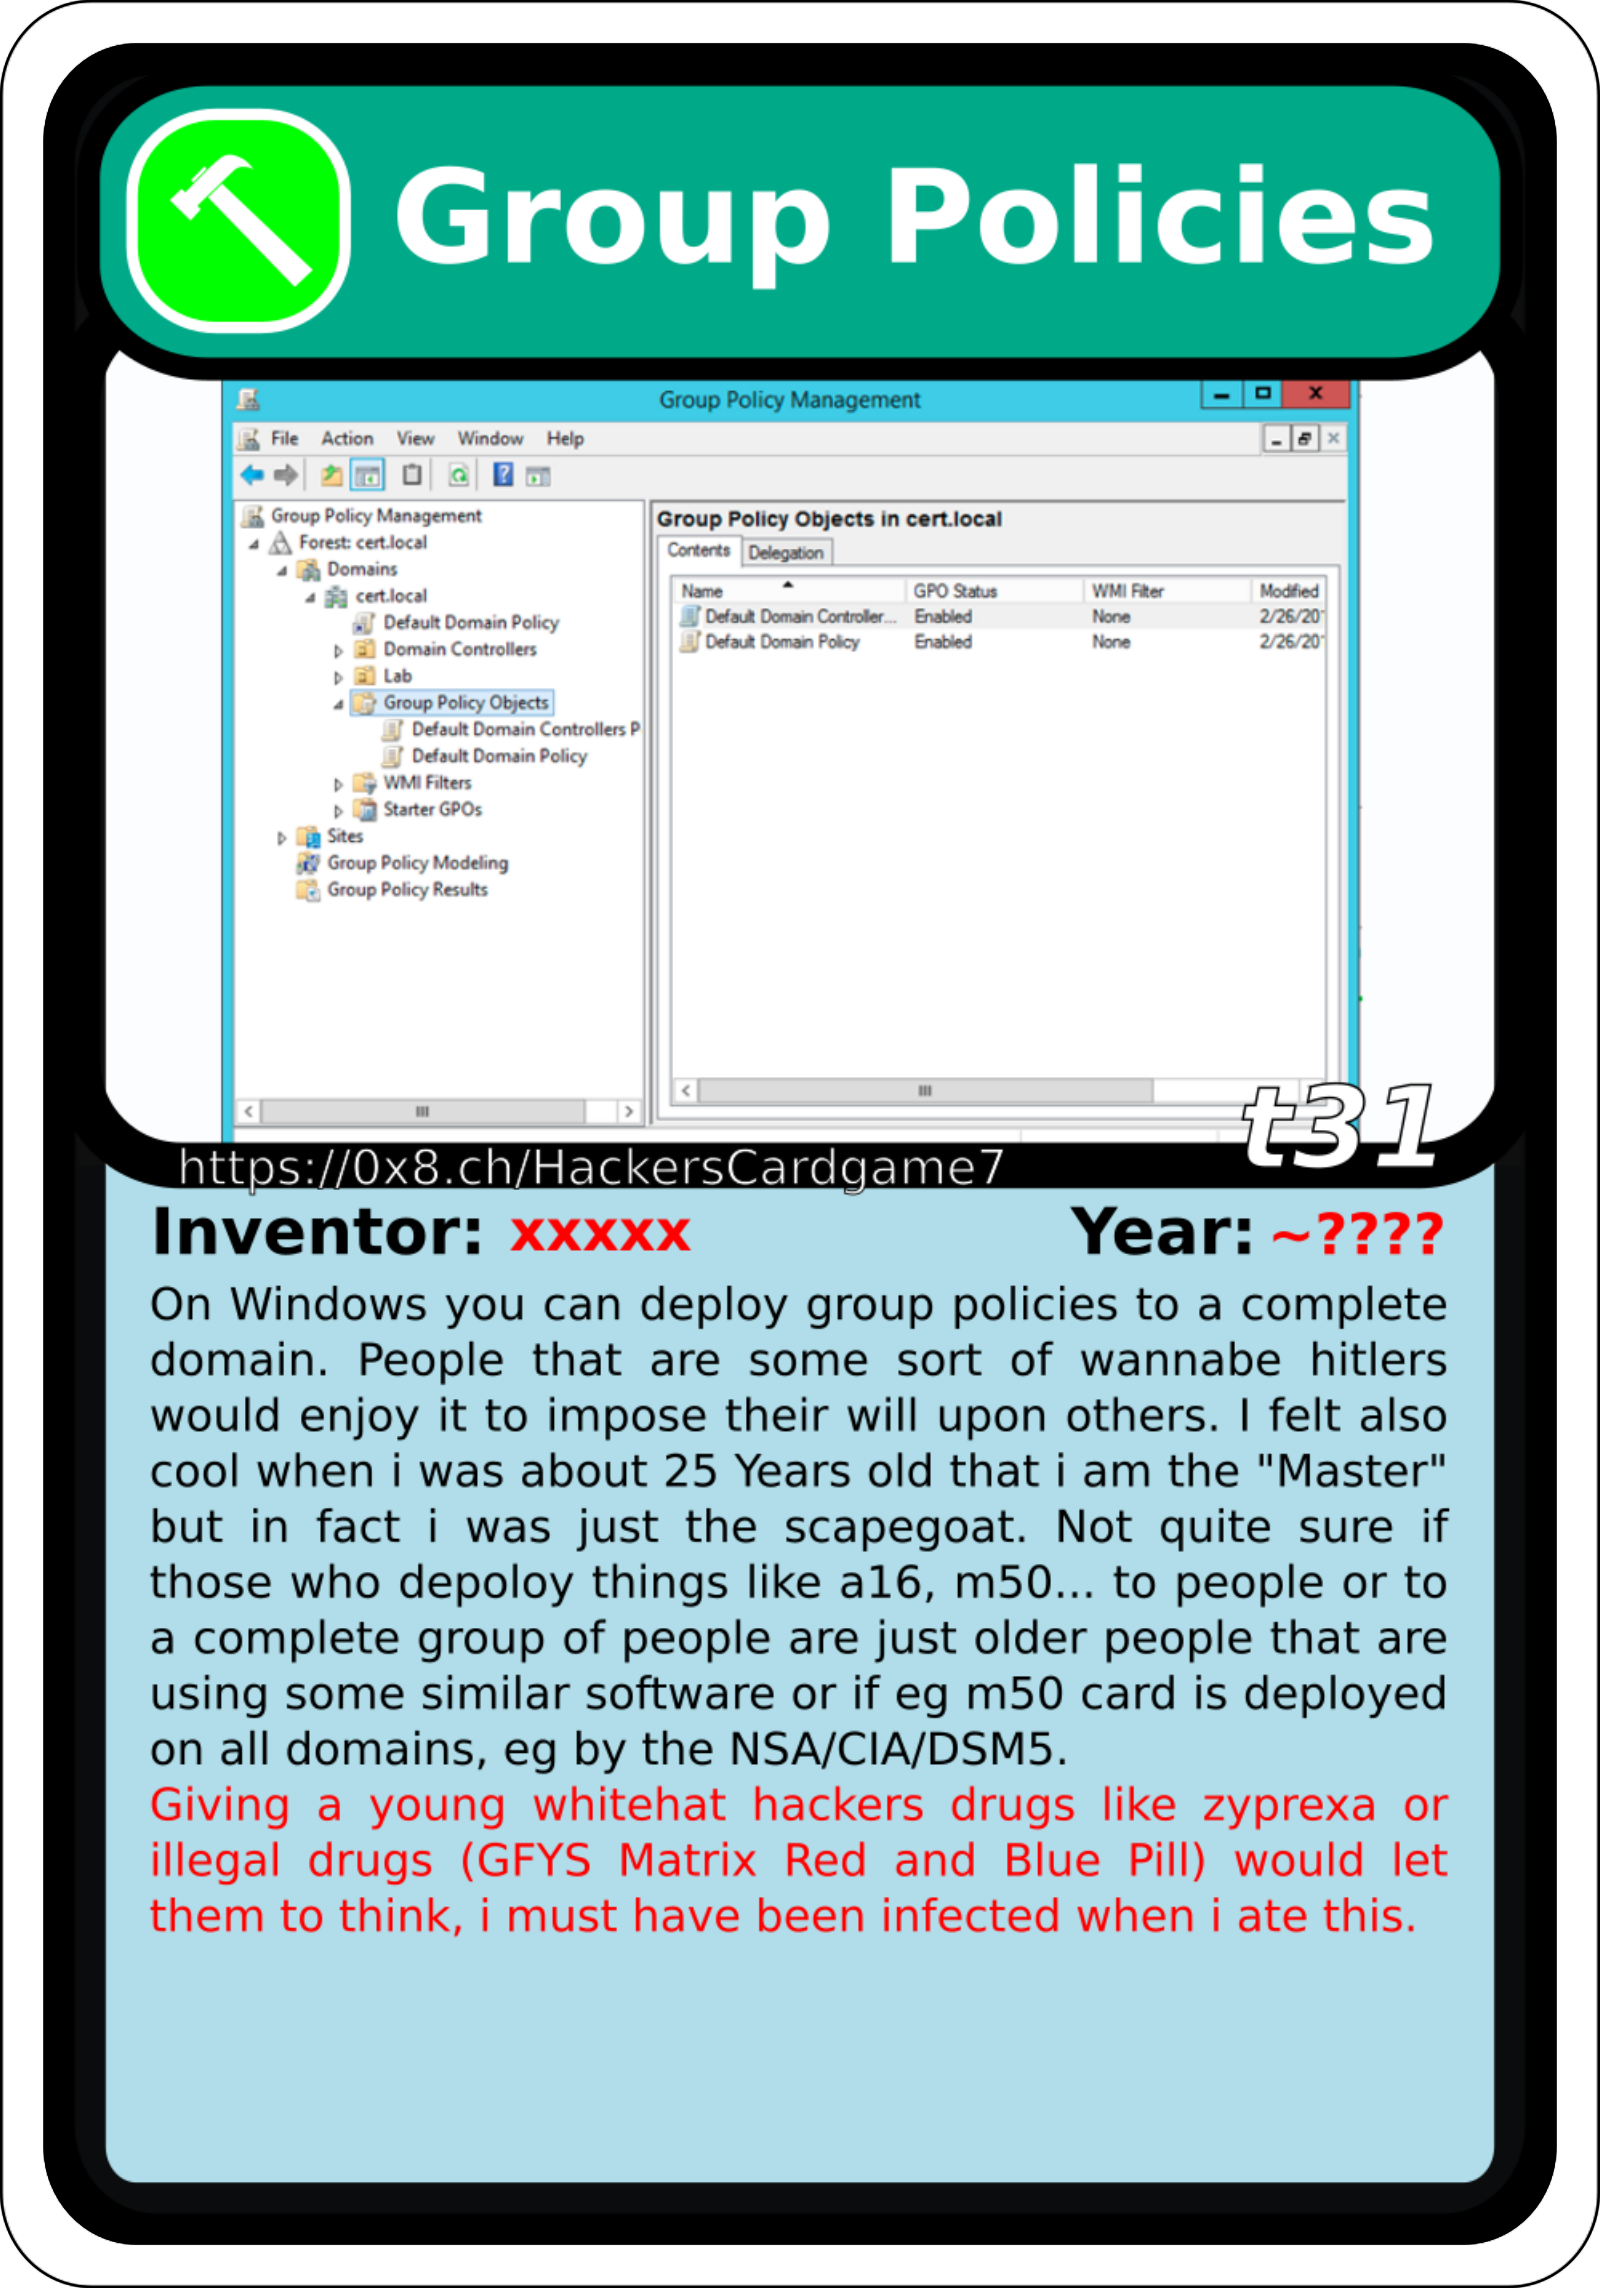 Group Policies
Group Policy Management
File Action View Window Help
Group Policy Management
Forest: cert.local
Domains
cert.local
Default Domain Policy
Domain Controllers
Lab
Group Policy Objects
Default Domain Controllers P
Default Domain Policy
WMI Filters
Starter GPOs
Sites
Group Policy Modeling
Group Policy Results
Group Policy Objects in cert.local
Contents Delegation
Name GPO Status WMI Filter Modified
Default Domain Controller... Enabled None 2/26/20
Default Domain Policy Enabled None 2/26/20
t31
https://0x8.ch/HackersCardgame7
Inventor: xxxxx Year: ~????
On Windows you can deploy group policies to a complete
domain. People that are some sort of wannabe hitlers
would enjoy it to impose their will upon others. I felt also
cool when i was about 25 Years old that i am the "Master"
but in fact i was just the scapegoat. Not quite sure if
those who depoloy things like a16, m50... to people or to
a complete group of people are just older people that are
using some similar software or if eg m50 card is deployed
on all domains, eg by the NSA/CIA/DSM5.
Giving a young whitehat hackers drugs like zyprexa or
illegal drugs (GFYS Matrix Red and Blue Pill) would let
them to think, i must have been infected when i ate this.